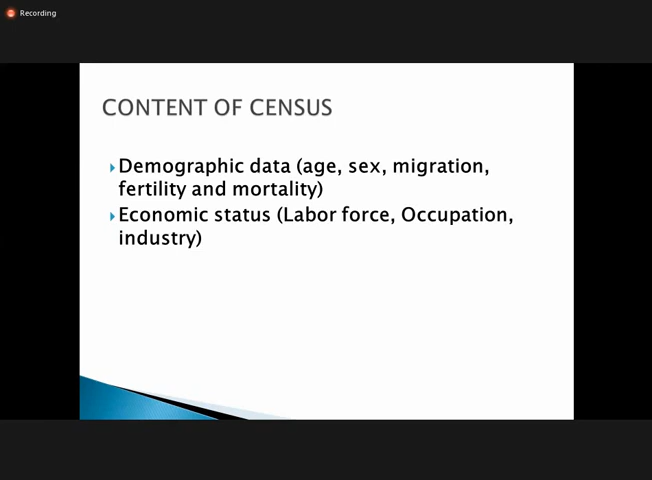 Recording
CONTENT OF CENSUS
Demographic data (age, sex, migration,
fertility and mortality)
Economic status (Labor force, Occupation,
industry)